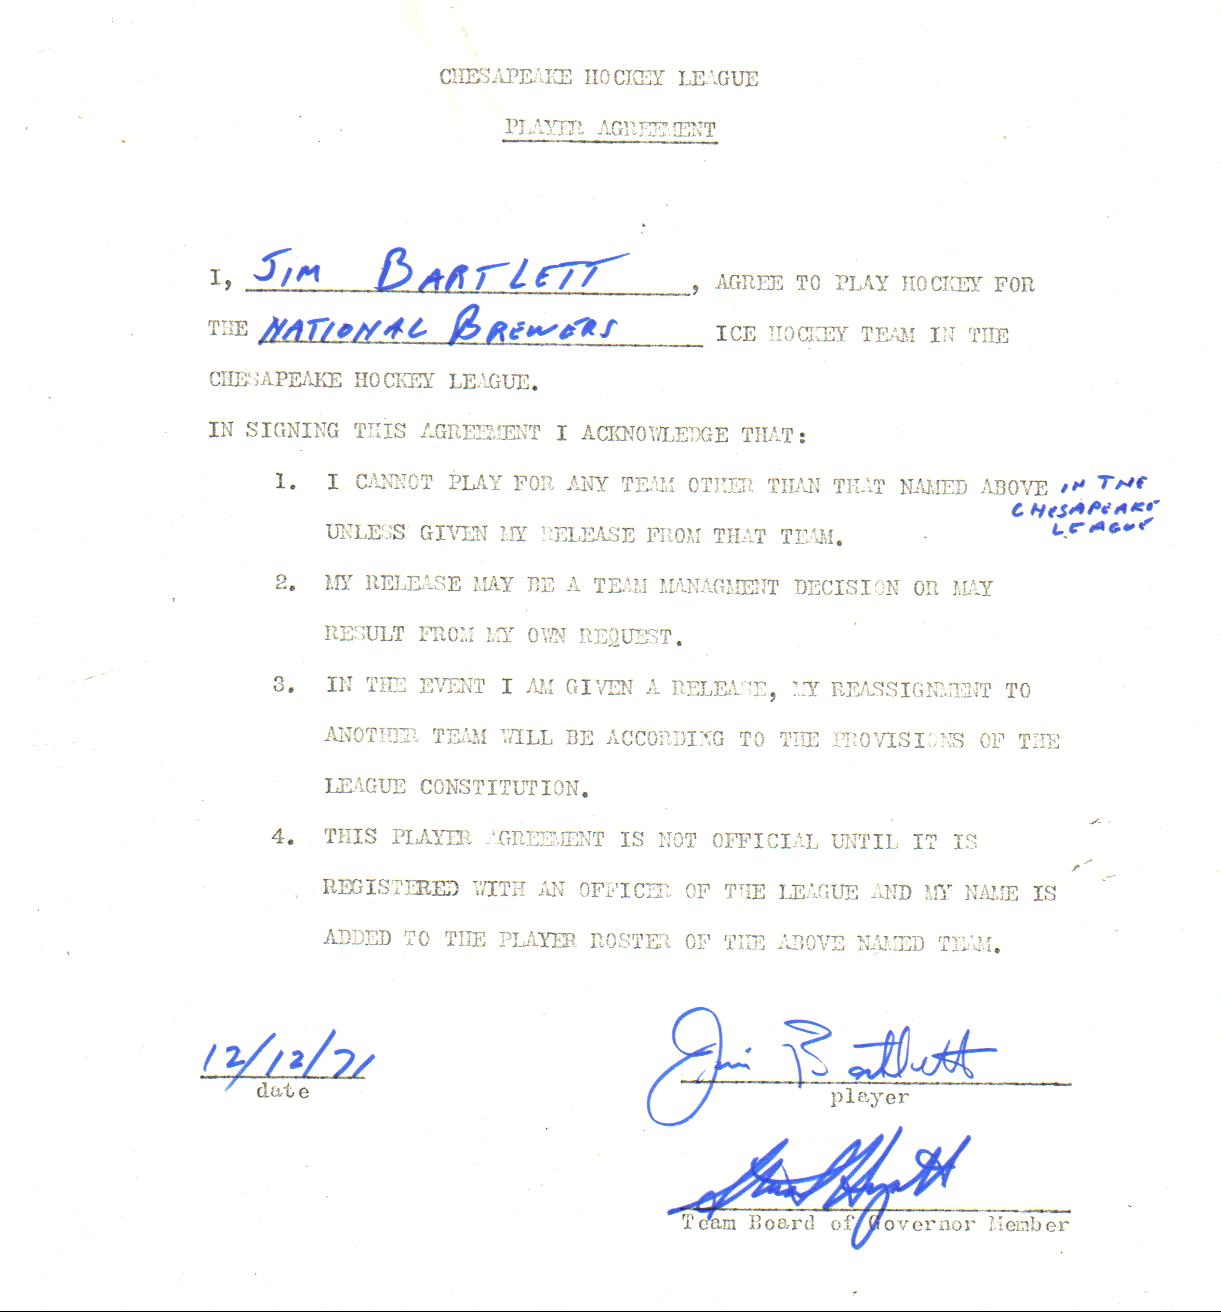 CHESAPEAKE HOCKEY LEAGUE
PLAYER AGREEMENT
I, JIM BARTLETT, AGREE TO PLAY HOCKEY FOR
THE NATIONAL BREWERS ICE HOCKEY TEAM IN THE
CHESAPEAKE HOCKEY LEAGUE.
IN SIGNING THIS AGREEMENT I ACKNOWLEDGE THAT:
1. I CANNOT PLAY FOR ANY TEAM OTHER THAN THAT NAMED ABOVE IN THE
CHESAPEAKE
LEAGUE
UNLESS GIVEN MY RELEASE FROM THAT TEAM.
2. MY RELEASE MAY BE A TEAM MANAGMENT DECISION OR MAY
RESULT FROM MY OWN REQUEST.
3. IN THE EVENT I AM GIVEN A RELEASE, MY REASSIGNMENT TO
ANOTHER TEAM WILL BE ACCORDING TO THE PROVISIONS OF THE
LEAGUE CONSTITUTION.
4. THIS PLAYER AGREEMENT IS NOT OFFICIAL UNTIL IT IS
REGISTERED WITH AN OFFICER OF THE LEAGUE AND MY NAME IS
ADDED TO THE PLAYER ROSTER OF THE ABOVE NAMED TEAM.
12/12/71 Jim Bartlett
date player
Team Board of Governor Member